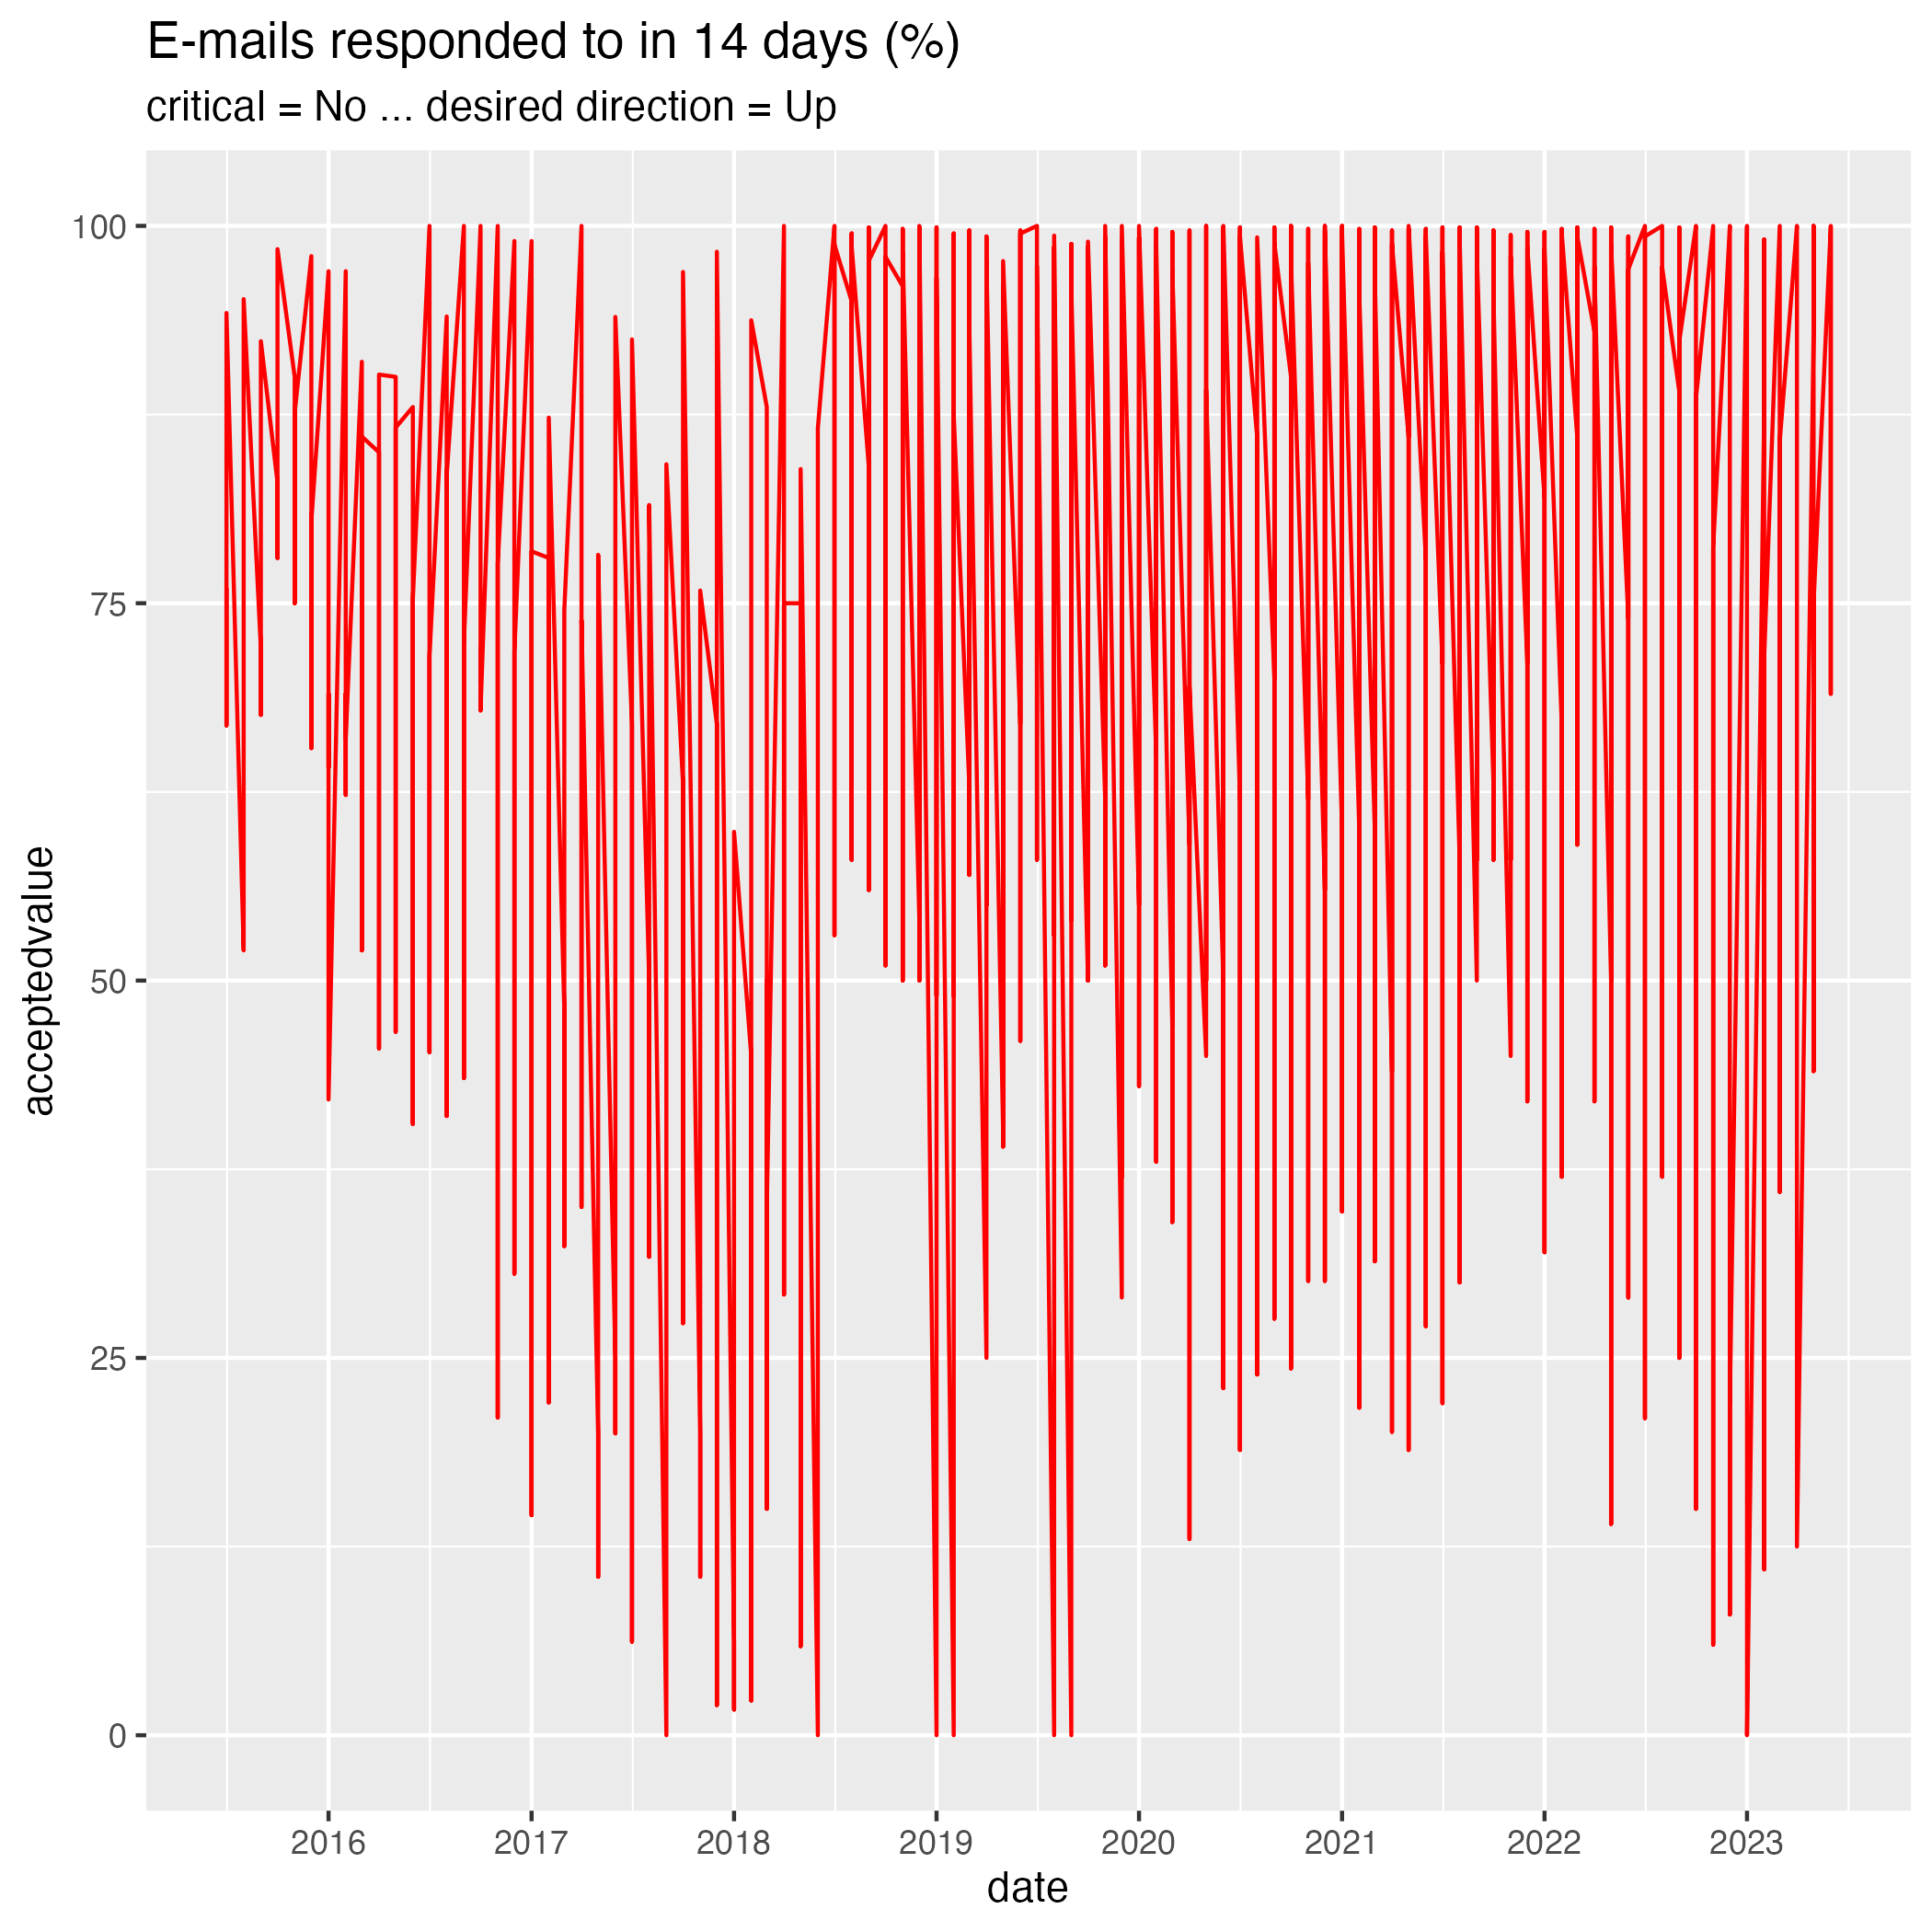 E-mails responded to in 14 days (%)
critical = No ... desired direction = Up
acceptedvalue
100
75
50
25
0
2016 2017 2018 2019 2020 2021 2022 2023
date